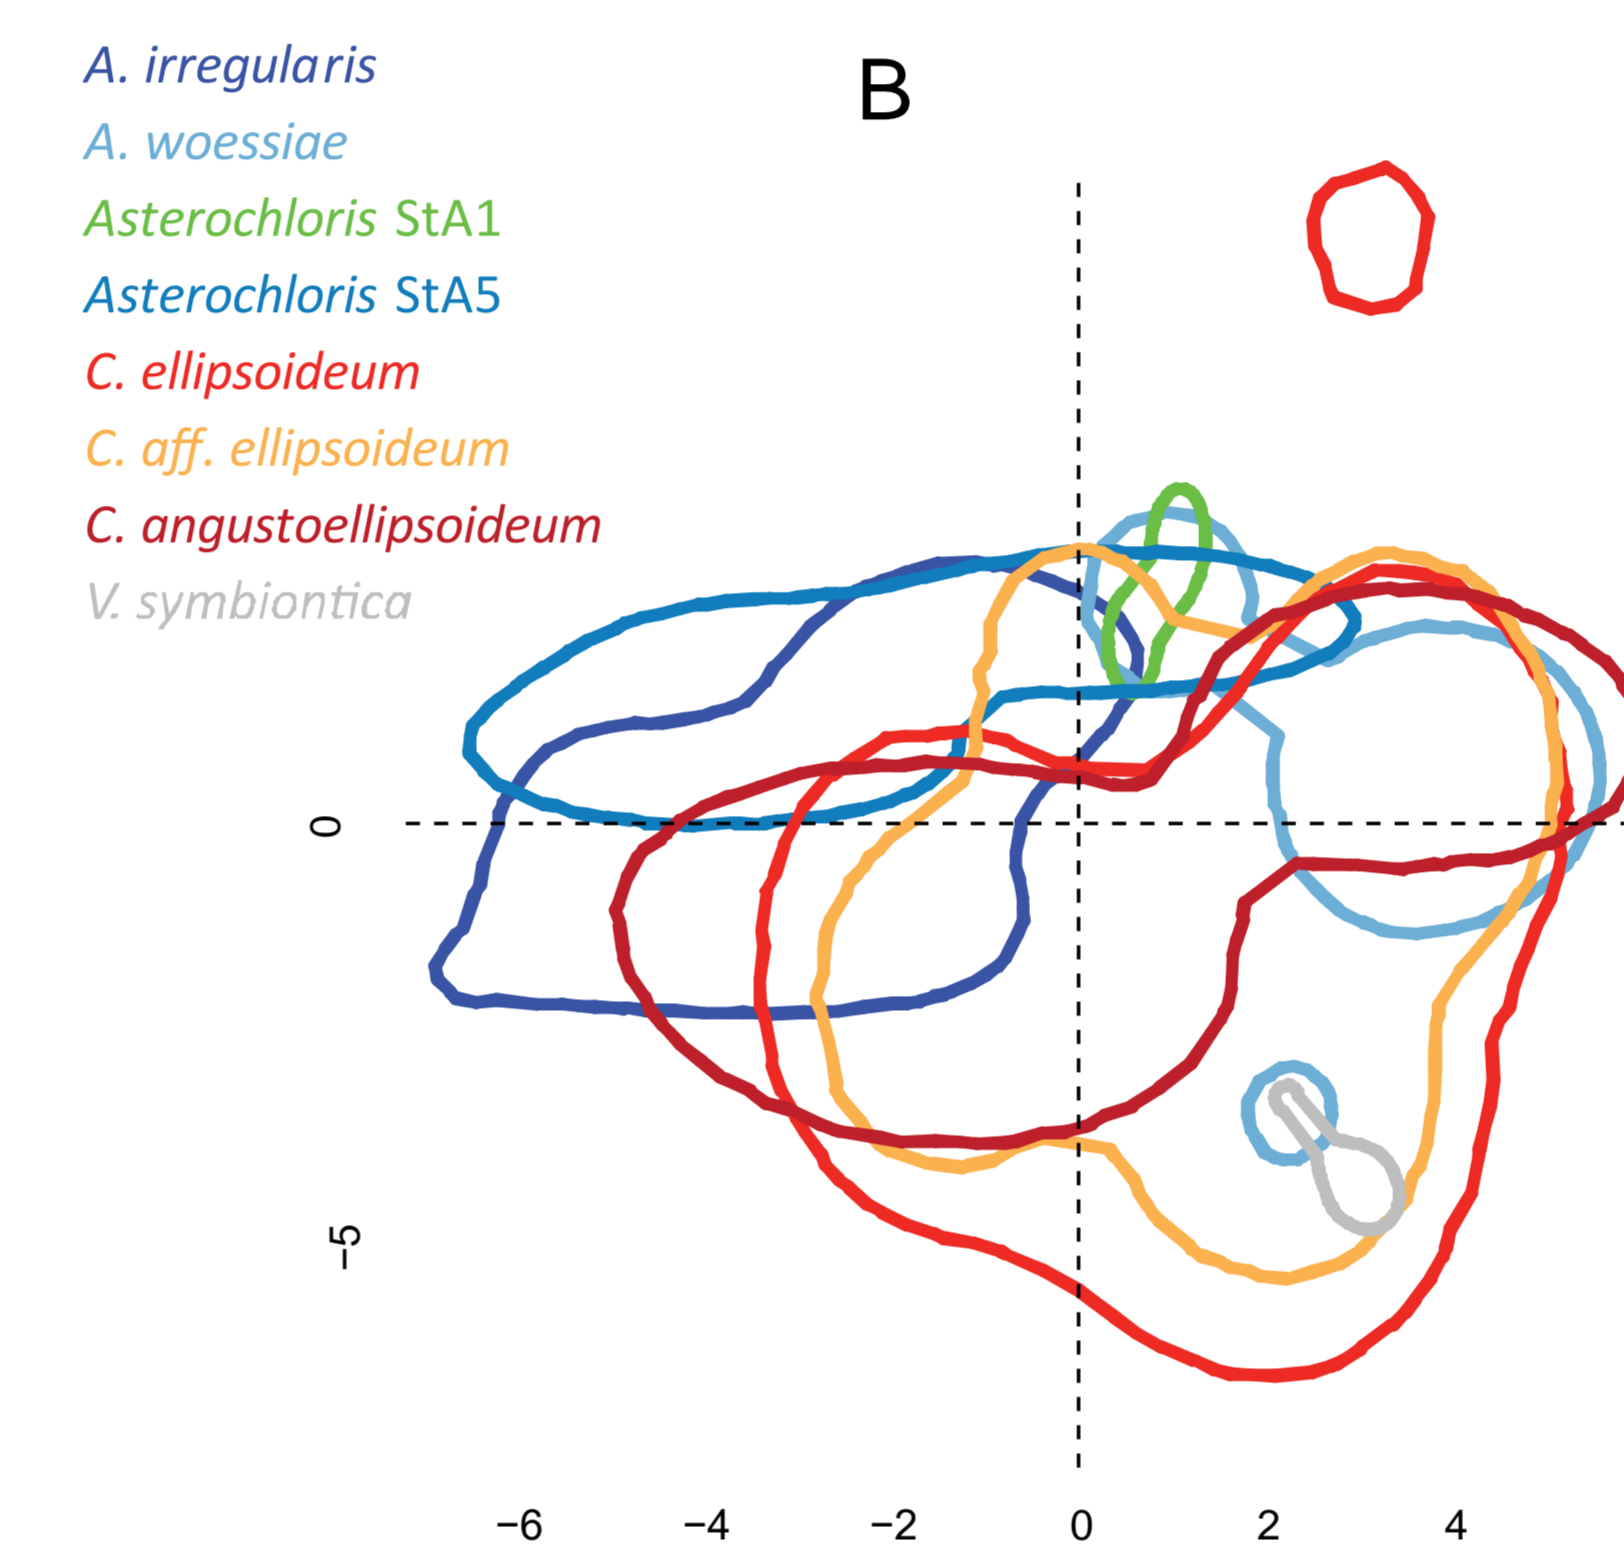 A. irregularis
B
A. woessiae
Asterochloris StA1
Asterochloris StA5
C. ellipsoideum
C. aff. ellipsoideum
C. angustoellipsoideum
V. symbiontica
0
−5
−6 −4 −2 0 2 4